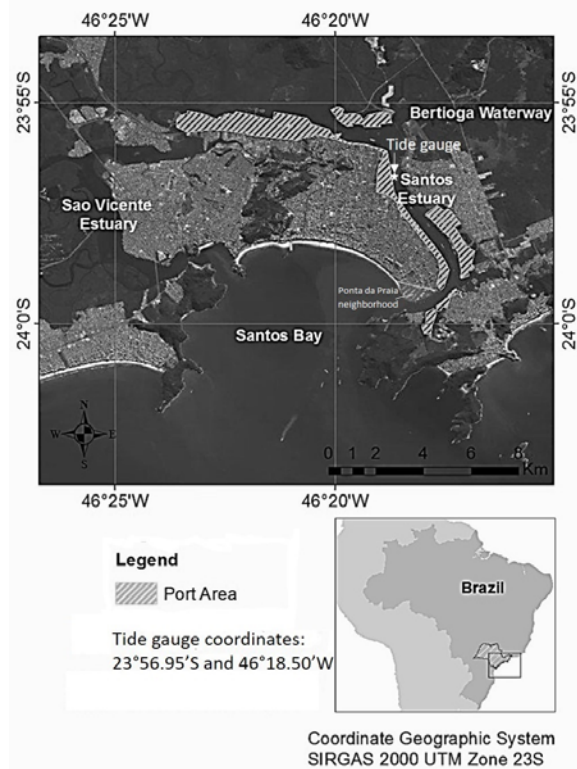 46°25'W 46°20'W
23°55'S 23°55'S
Bertioga Waterway
Tide gauge
Santos
Estuary
Sao Vicente
Estuary
Ponta da Praia
neighborhood
24°0'S 24°0'S
Santos Bay
N
W E
S
0 1 2 4 6 8
Km
46°25'W 46°20'W
Legend
Port Area
Tide gauge coordinates:
23°56.95'S and 46°18.50'W
Brazil
Coordinate Geographic System
SIRGAS 2000 UTM Zone 23S